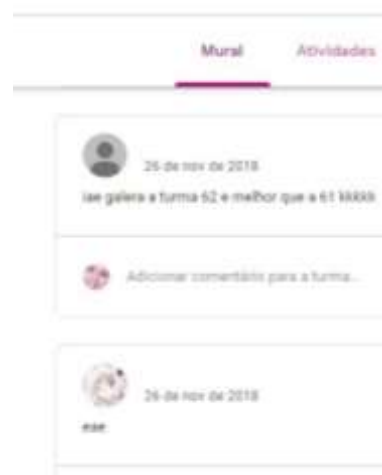 Mural Atividades
26 de nov de 2018
iae galera a turma 62 e melhor que a 61 kkkkk
Adicionar comentário para a turma...
26 de nov de 2018
eae